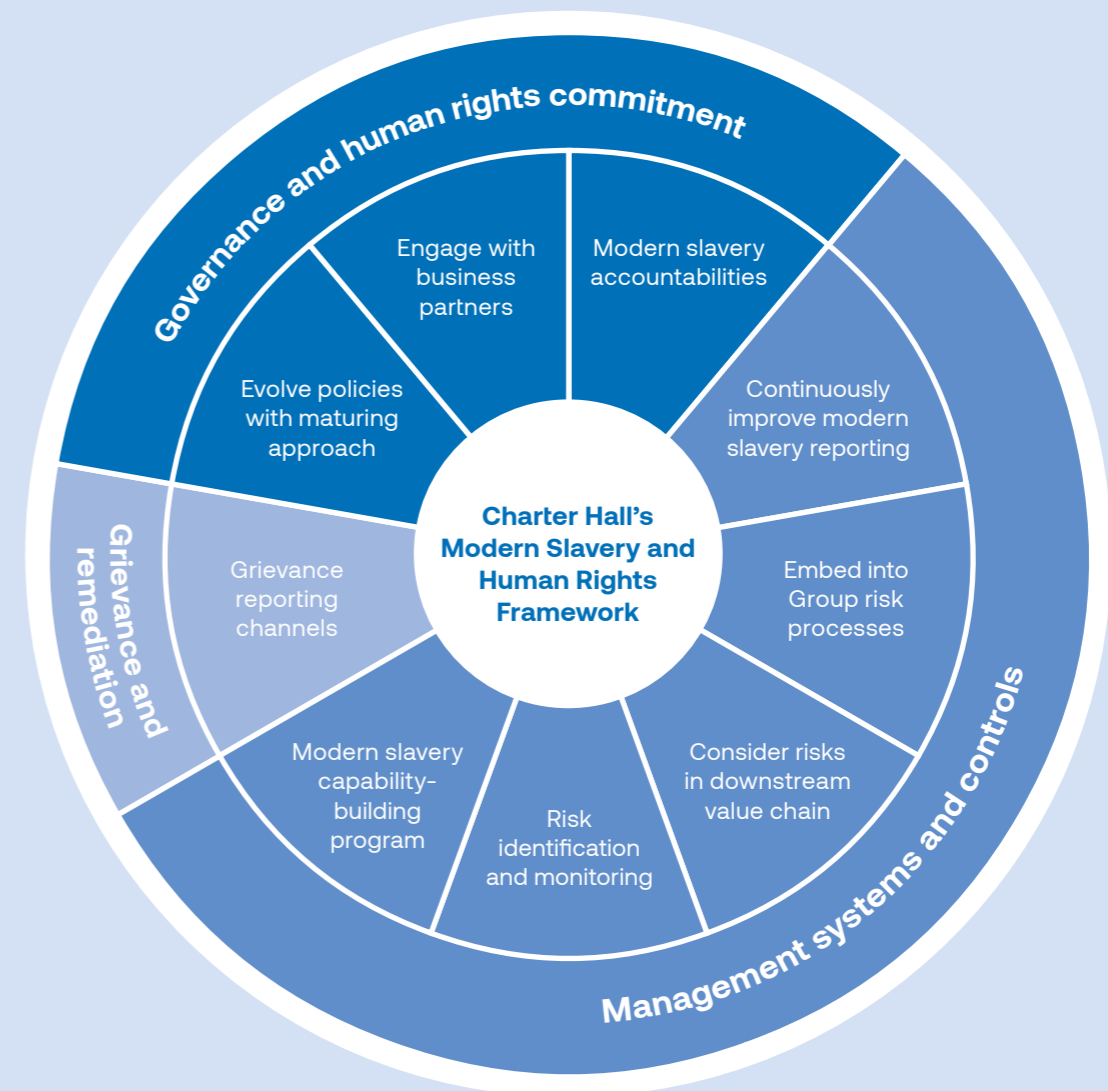 Governance and human rights commitment
Engage with
business
partners
Modern slavery
accountabilities
Evolve policies
with maturing
approach
Continuously
improve modern
slavery reporting
Charter Hall's
Modern Slavery and
Human Rights
Framework
Grievance and
remediation
Grievance
reporting
channels
Embed into
Group risk
processes
Modern slavery
capability-
building
program
Risk
identification
and monitoring
Consider risks
in downstream
value chain
Management systems and controls